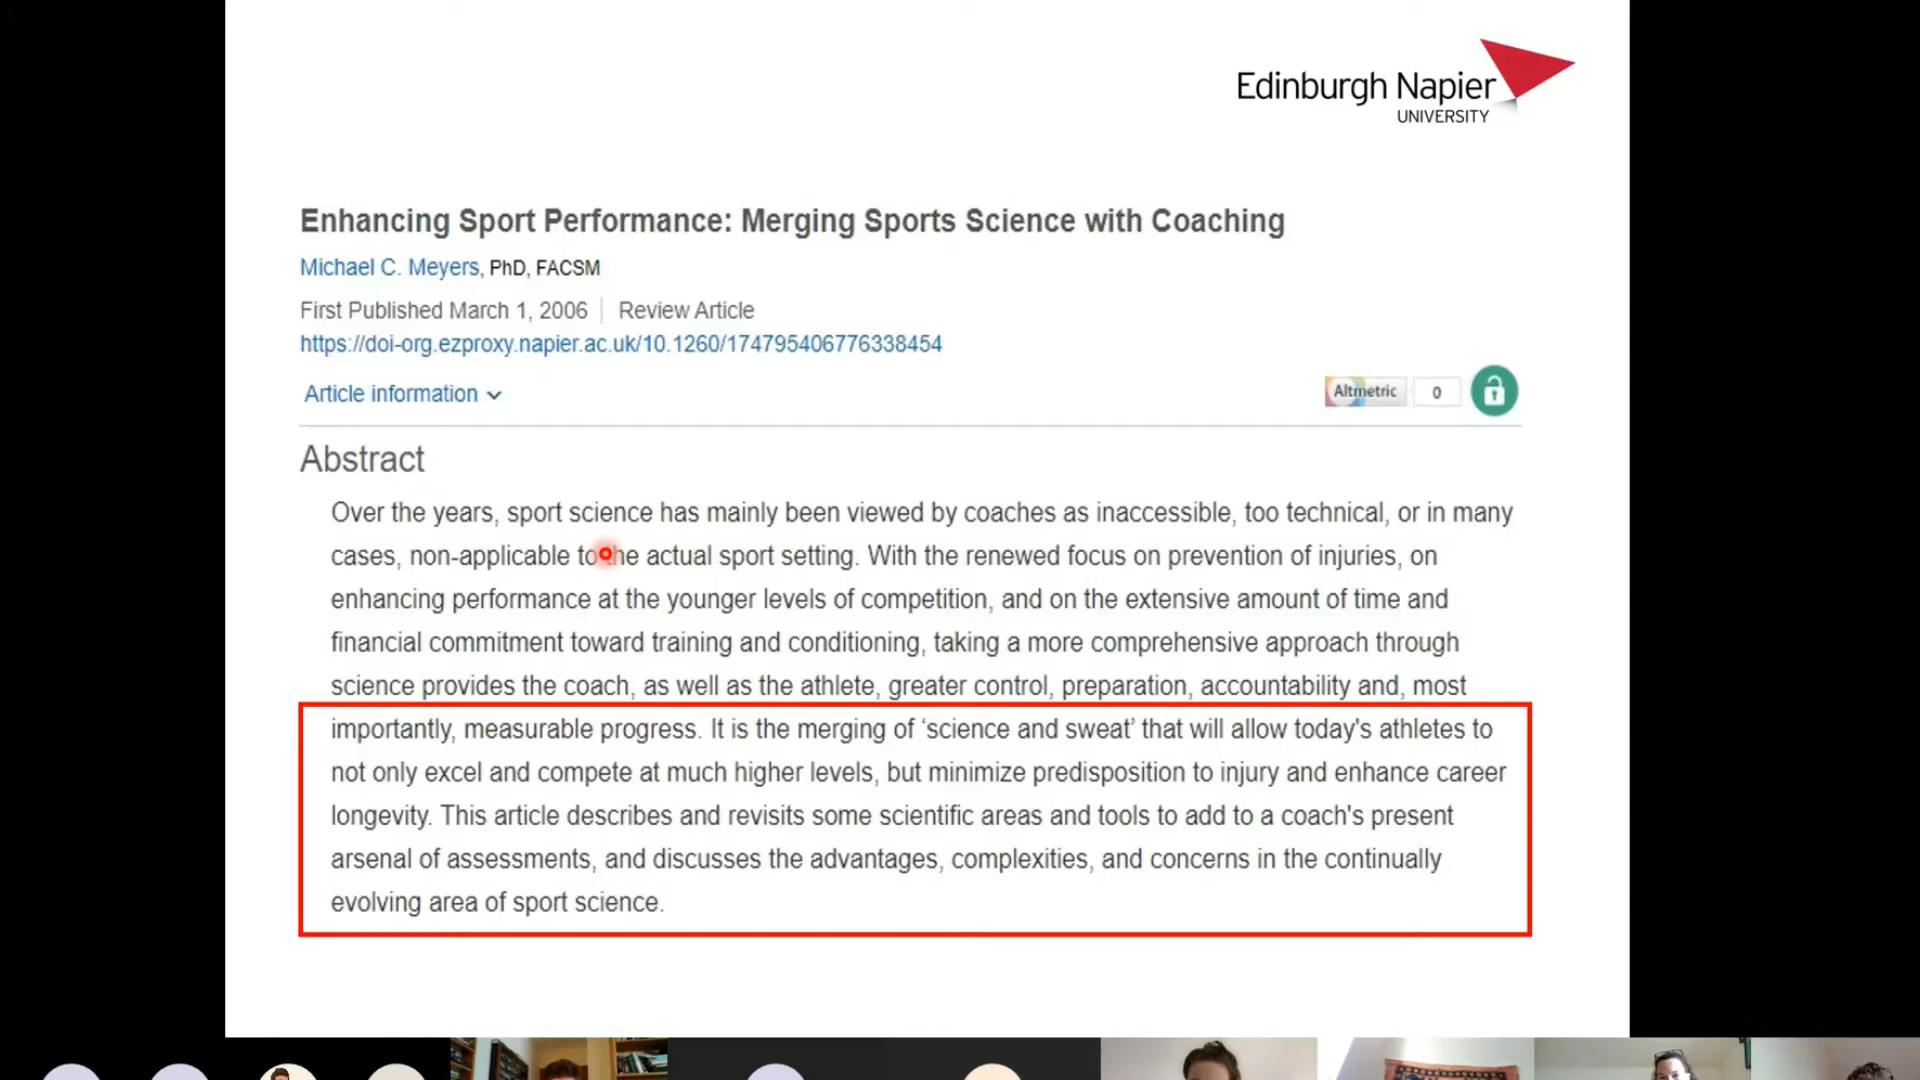 Edinburgh Napier
UNIVERSITY
Enhancing Sport Performance: Merging Sports Science with Coaching
Michael C. Meyers, PhD, FACSM
First Published March 1, 2006 | Review Article
https://doi-org.ezproxy.napier.ac.uk/10.1260/174795406776338454
Article information
Altmetric 0
Abstract
Over the years, sport science has mainly been viewed by coaches as inaccessible, too technical, or in many
cases, non-applicable to the actual sport setting. With the renewed focus on prevention of injuries, on
enhancing performance at the younger levels of competition, and on the extensive amount of time and
financial commitment toward training and conditioning, taking a more comprehensive approach through
science provides the coach, as well as the athlete, greater control, preparation, accountability and, most
importantly, measurable progress. It is the merging of ‘science and sweat’ that will allow today's athletes to
not only excel and compete at much higher levels, but minimize predisposition to injury and enhance career
longevity. This article describes and revisits some scientific areas and tools to add to a coach's present
arsenal of assessments, and discusses the advantages, complexities, and concerns in the continually
evolving area of sport science.